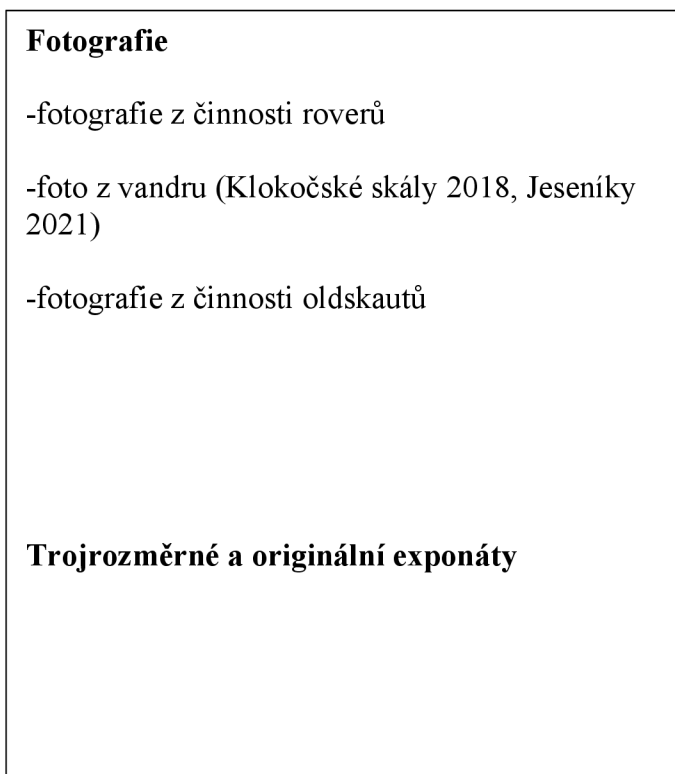 Fotografie
-fotografie z činnosti roverů
-foto z vandru (Klokočské skály 2018, Jeseníky
2021)
-fotografie z činnosti oldskautů
Trojrozměrné a originální exponáty